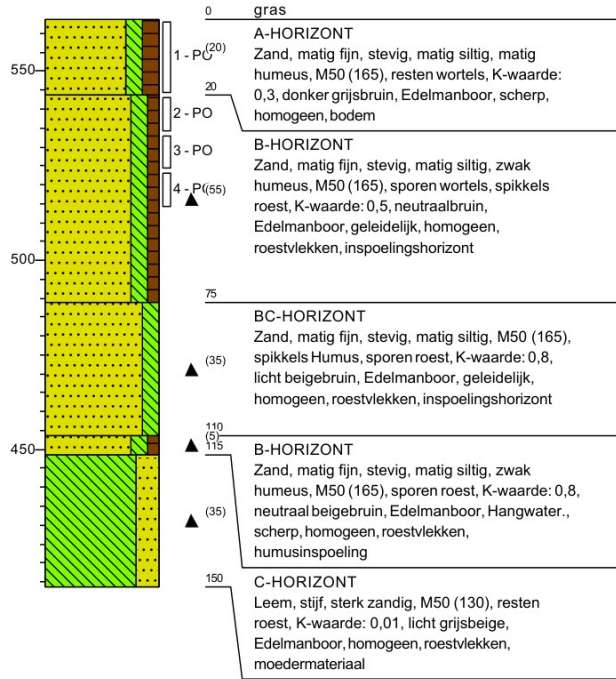 0 gras
A-HORIZONT
Zand, matig fijn, stevig, matig siltig, matig
humeus, M50 (165), resten wortels, K-waarde:
0,3, donker grijsbruin, Edelmanboor, scherp,
homogeen, bodem
550
1 - PO
(20)
20
2 - PO
3 - PO
4 - PO
(55)
B-HORIZONT
Zand, matig fijn, stevig, matig siltig, zwak
humeus, M50 (165), sporen wortels, spikkels
roest, K-waarde: 0,5, neutraalbruin,
Edelmanboor, geleidelijk, homogeen,
roestvlekken, inspoelingshorizont
500
75
BC-HORIZONT
Zand, matig fijn, stevig, matig siltig, M50 (165),
spikkels Humus, sporen roest, K-waarde: 0,8,
licht beigebruin, Edelmanboor, geleidelijk,
homogeen, roestvlekken, inspoelingshorizont
(35)
110
(5)
115
450
B-HORIZONT
Zand, matig fijn, stevig, matig siltig, zwak
humeus, M50 (165), sporen roest, K-waarde: 0,8,
neutraal beigebruin, Edelmanboor, Hangwater.,
scherp, homogeen, roestvlekken,
humusinspoeling
(35)
150
C-HORIZONT
Leem, stijf, sterk zandig, M50 (130), resten
roest, K-waarde: 0,01, licht grijsbeige,
Edelmanboor, homogeen, roestvlekken,
moedermateriaal